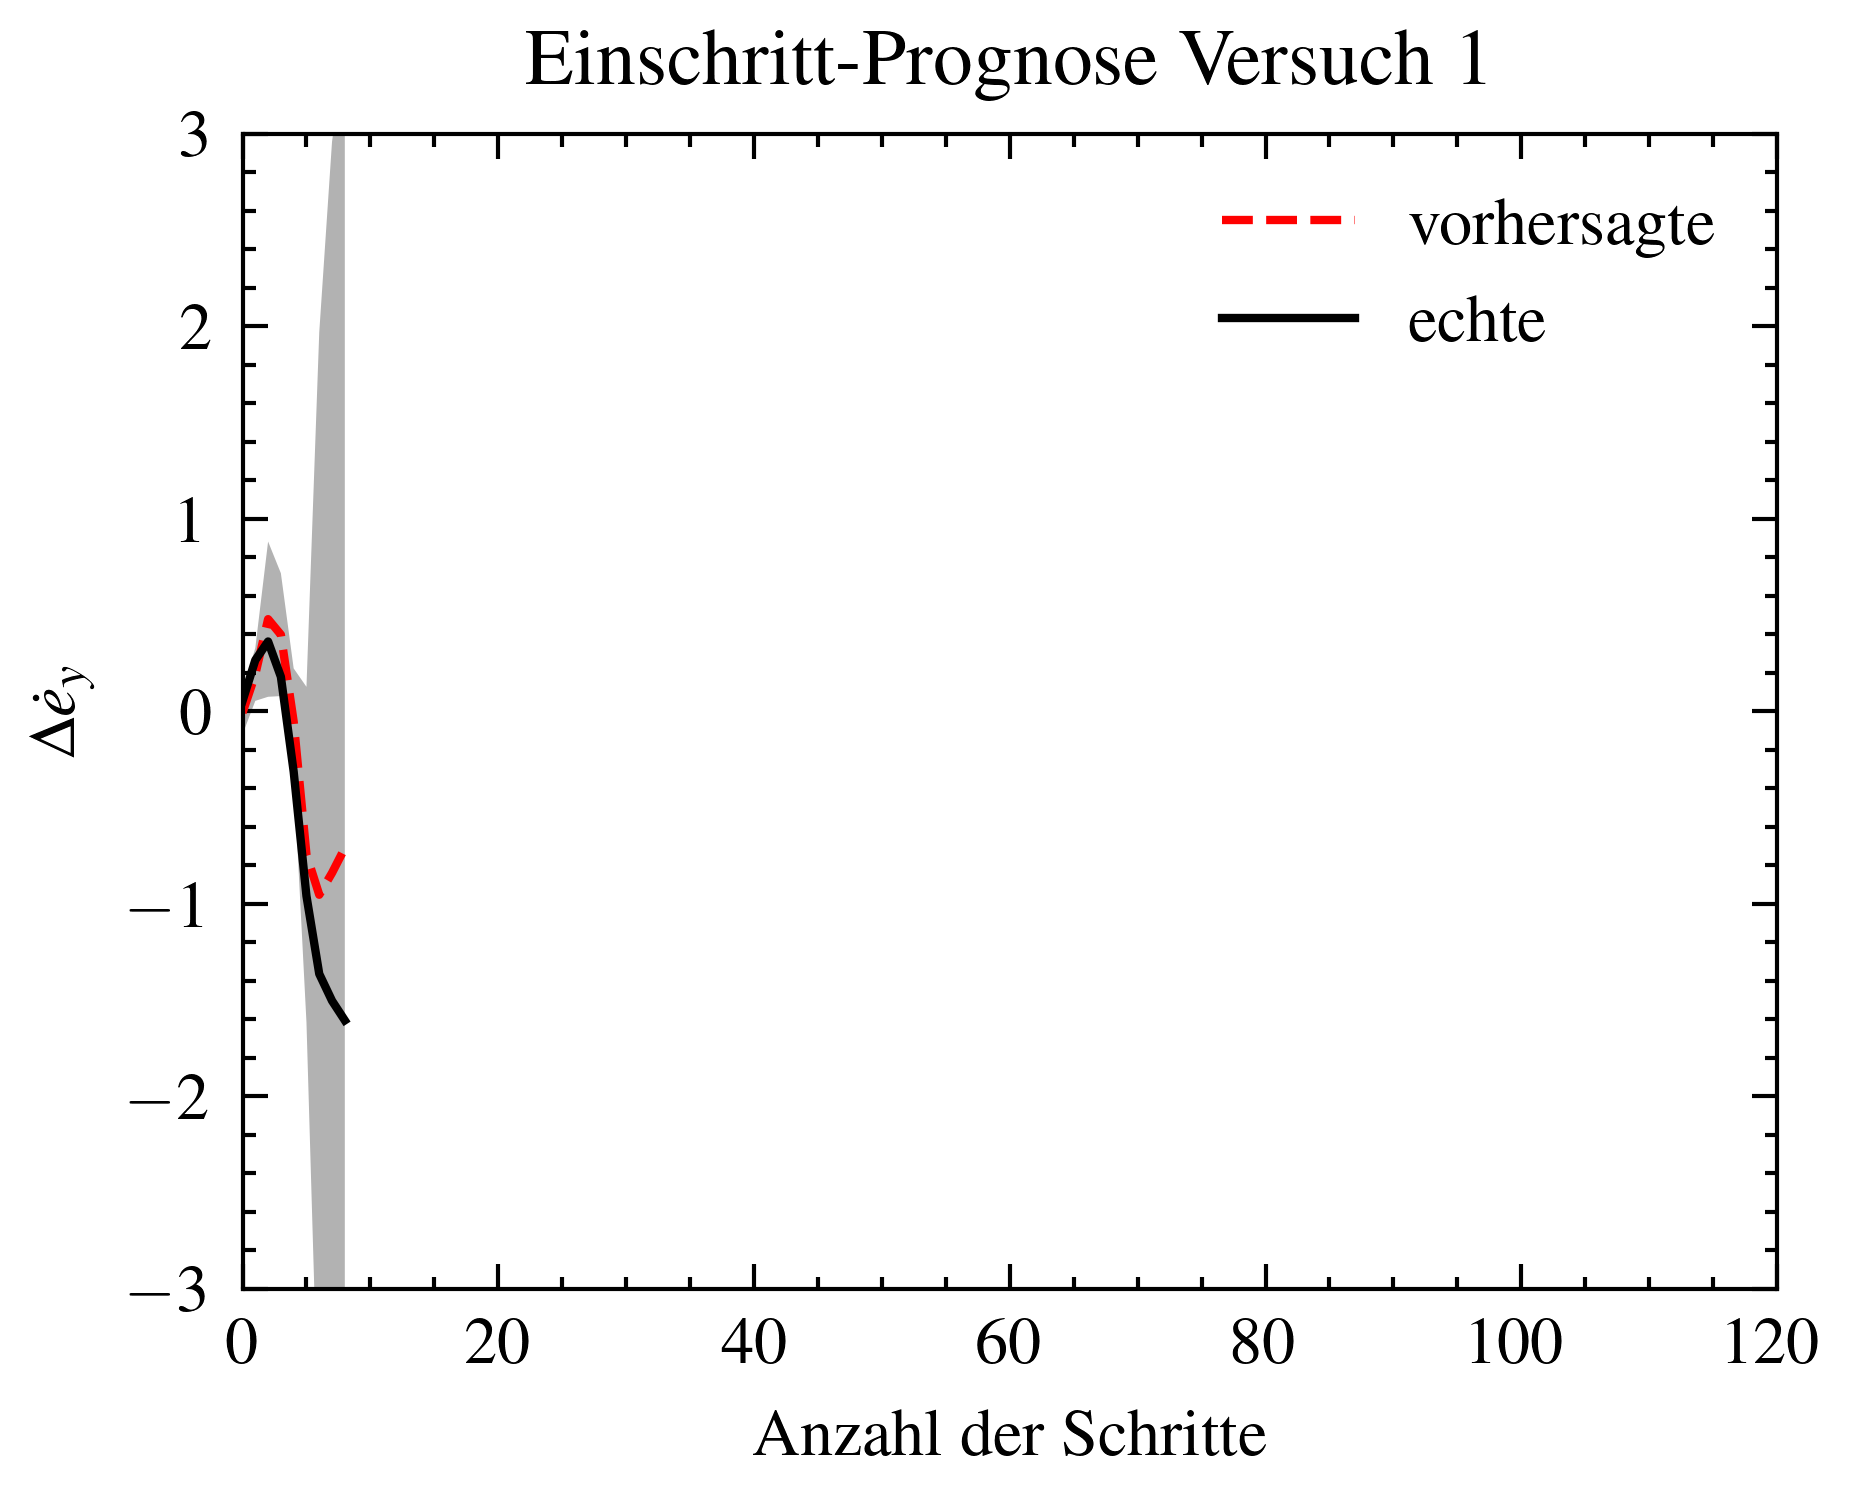 Einschritt-Prognose Versuch 1
3
2
1
0
−1
−2
−3
Δėy
vorhersagte
echte
0 20 40 60 80 100 120
Anzahl der Schritte